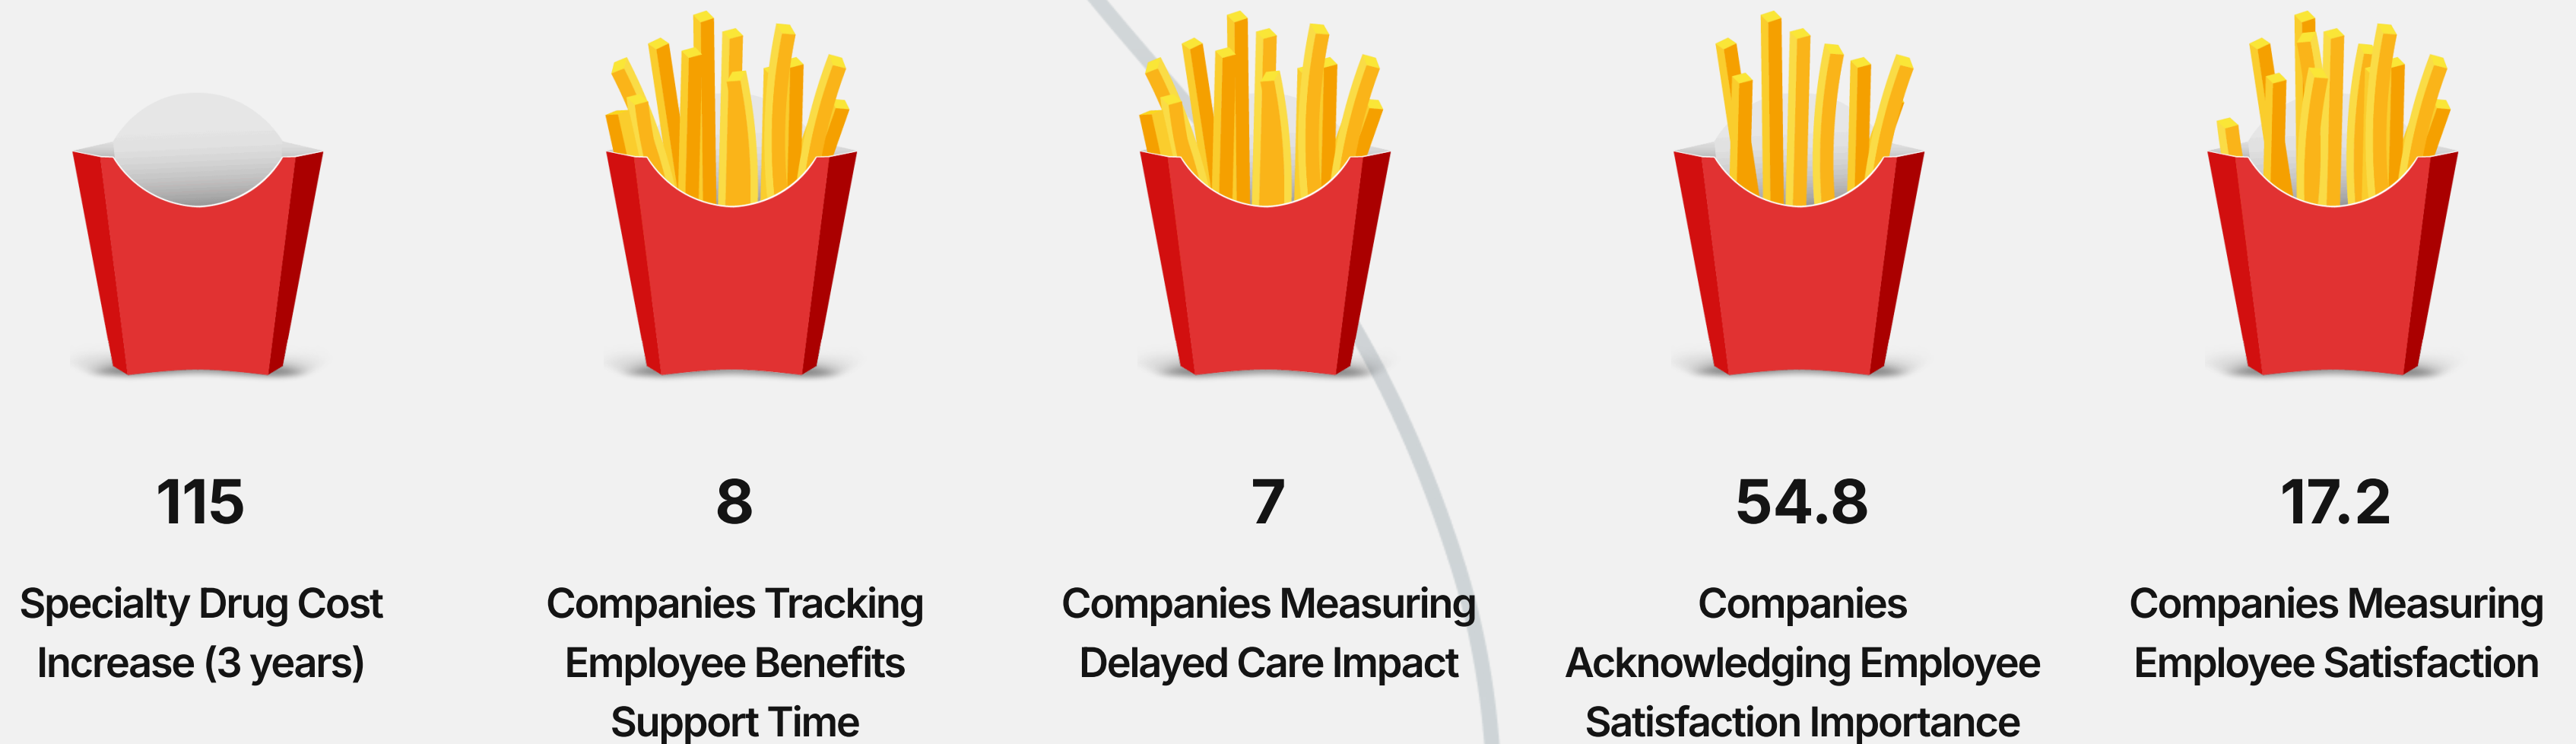 115
Specialty Drug Cost
Increase (3 years)
8
Companies Tracking
Employee Benefits
Support Time
7
Companies Measuring
Delayed Care Impact
54.8
Companies
Acknowledging Employee
Satisfaction Importance
17.2
Companies Measuring
Employee Satisfaction